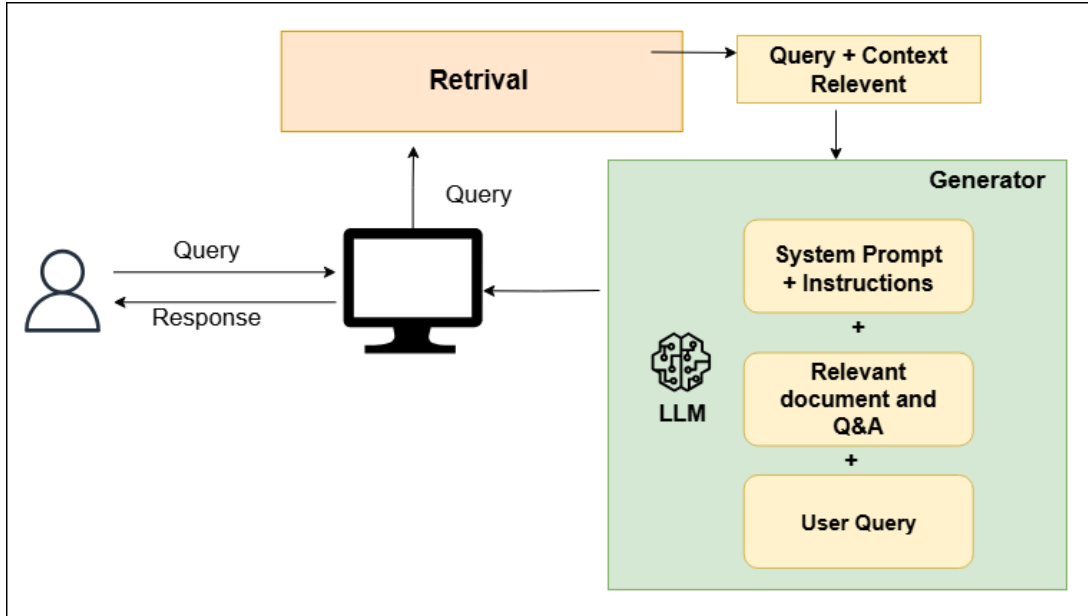 Retrival
Query + Context
Relevent
Query
Query
Response
Generator
System Prompt
+ Instructions
+
LLM
Relevant
document and
Q&A
+
User Query